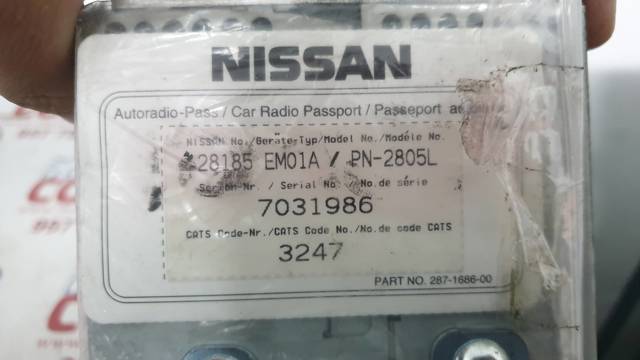 NISSAN
Autoradio-Pass / Car Radio Passport / Passeport
NISSAN No./Geräte-Typ/Model No./Modèle No.
28185 EM01A / PN-2805L
Serien-Nr. / Serial No. / No.de série
7031986
CATS Code-Nr./CATS Code No./No.de code CATS
3247
PART NO. 287-1686-00